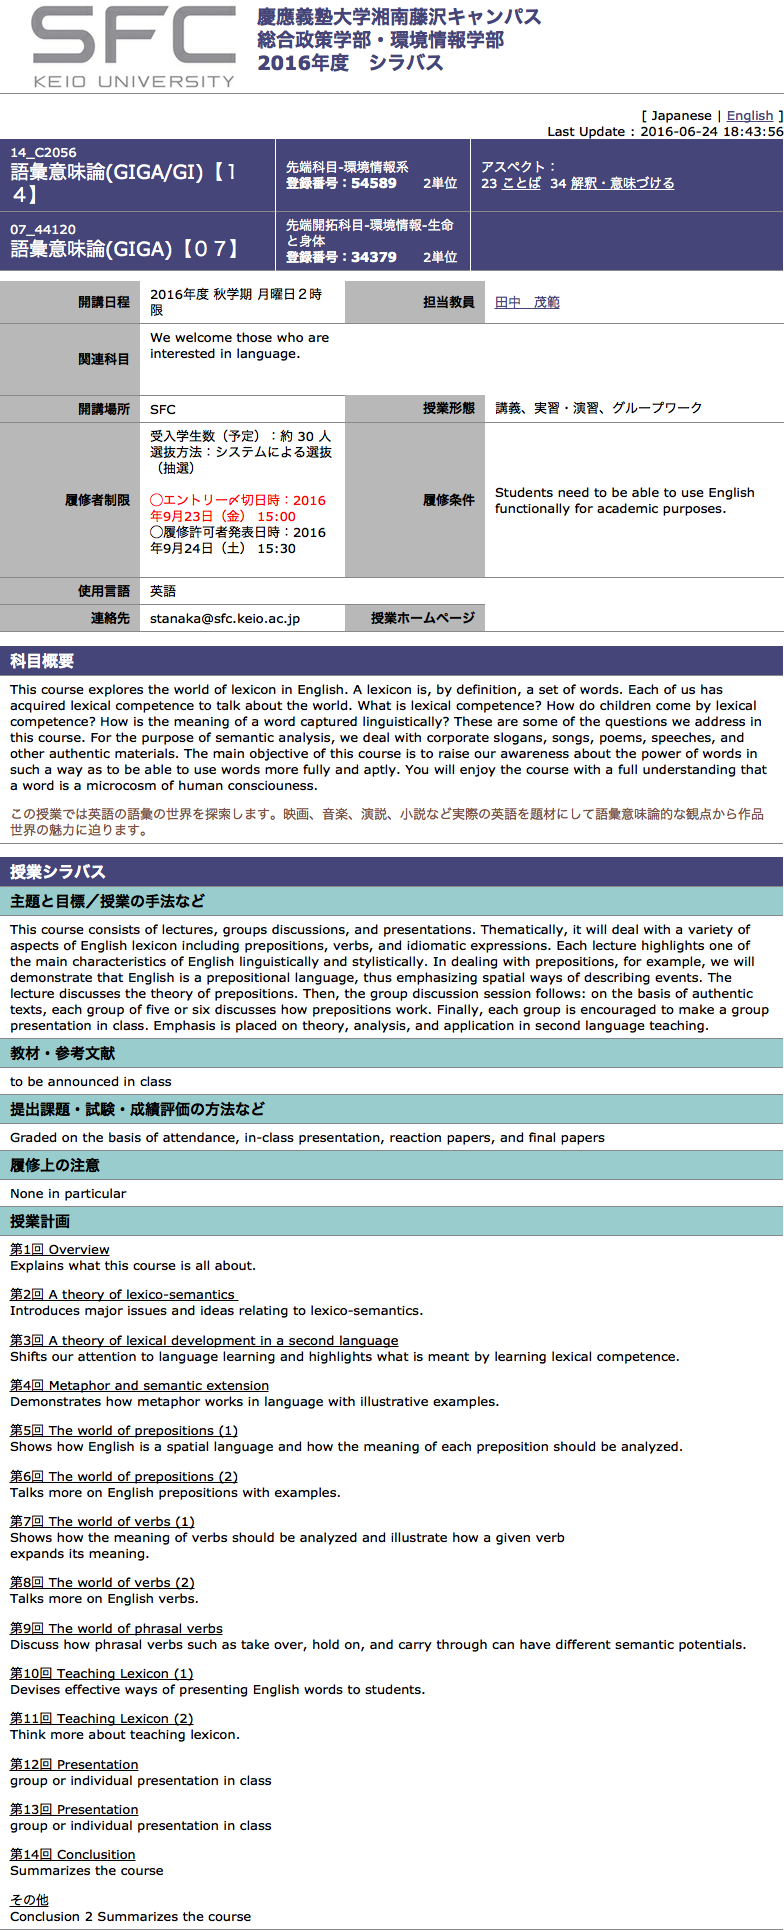 SFC
KEIO UNIVERSITY
慶應義塾大学湘南藤沢キャンパス
総合政策学部・環境情報学部
2016年度　シラバス
[ Japanese | English ]
Last Update : 2016-06-24 18:43:56
14_C2056
語彙意味論(GIGA/GI)【１
４】
先端科目-環境情報系
登録番号：54589　　2単位
アスペクト：
23 ことば 34 解釈・意味づける
07_44120
語彙意味論(GIGA)【０７】
先端開拓科目-環境情報-生命
と身体
登録番号：34379　　2単位
開講日程
2016年度 秋学期 月曜日２時
限
担当教員
田中　茂範
関連科目
We welcome those who are
interested in language.
開講場所
SFC
授業形態
講義、実習・演習、グループワーク
履修者制限
受入学生数（予定）：約 30 人
選抜方法：システムによる選抜
（抽選）
◯エントリー〆切日時：2016
年9月23日（金） 15:00
◯履修許可者発表日時：2016
年9月24日（土） 15:30
履修条件
Students need to be able to use English
functionally for academic purposes.
使用言語
英語
連絡先
stanaka@sfc.keio.ac.jp
授業ホームページ
科目概要
This course explores the world of lexicon in English. A lexicon is, by definition, a set of words. Each of us has
acquired lexical competence to talk about the world. What is lexical competence? How do children come by lexical
competence? How is the meaning of a word captured linguistically? These are some of the questions we address in
this course. For the purpose of semantic analysis, we deal with corporate slogans, songs, poems, speeches, and
other authentic materials. The main objective of this course is to raise our awareness about the power of words in
such a way as to be able to use words more fully and aptly. You will enjoy the course with a full understanding that
a word is a microcosm of human consciouness.
この授業では英語の語彙の世界を探索します。映画、音楽、演説、小説など実際の英語を題材にして語彙意味論的な観点から作品
世界の魅力に迫ります。
授業シラバス
主題と目標／授業の手法など
This course consists of lectures, groups discussions, and presentations. Thematically, it will deal with a variety of
aspects of English lexicon including prepositions, verbs, and idiomatic expressions. Each lecture highlights one of
the main characteristics of English linguistically and stylistically. In dealing with prepositions, for example, we will
demonstrate that English is a prepositional language, thus emphasizing spatial ways of describing events. The
lecture discusses the theory of prepositions. Then, the group discussion session follows: on the basis of authentic
texts, each group of five or six discusses how prepositions work. Finally, each group is encouraged to make a group
presentation in class. Emphasis is placed on theory, analysis, and application in second language teaching.
教材・参考文献
to be announced in class
提出課題・試験・成績評価の方法など
Graded on the basis of attendance, in-class presentation, reaction papers, and final papers
履修上の注意
None in particular
授業計画
第1回 Overview
Explains what this course is all about.
第2回 A theory of lexico-semantics
Introduces major issues and ideas relating to lexico-semantics.
第3回 A theory of lexical development in a second language
Shifts our attention to language learning and highlights what is meant by learning lexical competence.
第4回 Metaphor and semantic extension
Demonstrates how metaphor works in language with illustrative examples.
第5回 The world of prepositions (1)
Shows how English is a spatial language and how the meaning of each preposition should be analyzed.
第6回 The world of prepositions (2)
Talks more on English prepositions with examples.
第7回 The world of verbs (1)
Shows how the meaning of verbs should be analyzed and illustrate how a given verb
expands its meaning.
第8回 The world of verbs (2)
Talks more on English verbs.
第9回 The world of phrasal verbs
Discuss how phrasal verbs such as take over, hold on, and carry through can have different semantic potentials.
第10回 Teaching Lexicon (1)
Devises effective ways of presenting English words to students.
第11回 Teaching Lexicon (2)
Think more about teaching lexicon.
第12回 Presentation
group or individual presentation in class
第13回 Presentation
group or individual presentation in class
第14回 Conclusition
Summarizes the course
その他
Conclusion 2 Summarizes the course